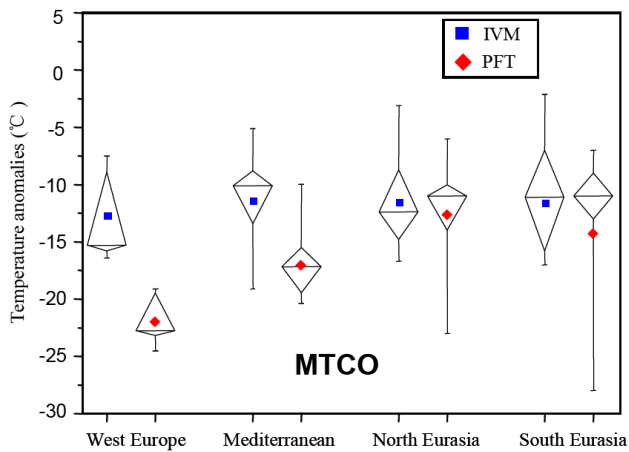 5
0
-5
-10
-15
-20
-25
-30
Temperature anomalies (℃)
IVM
PFT
MTCO
West Europe
Mediterranean
North Eurasia
South Eurasia